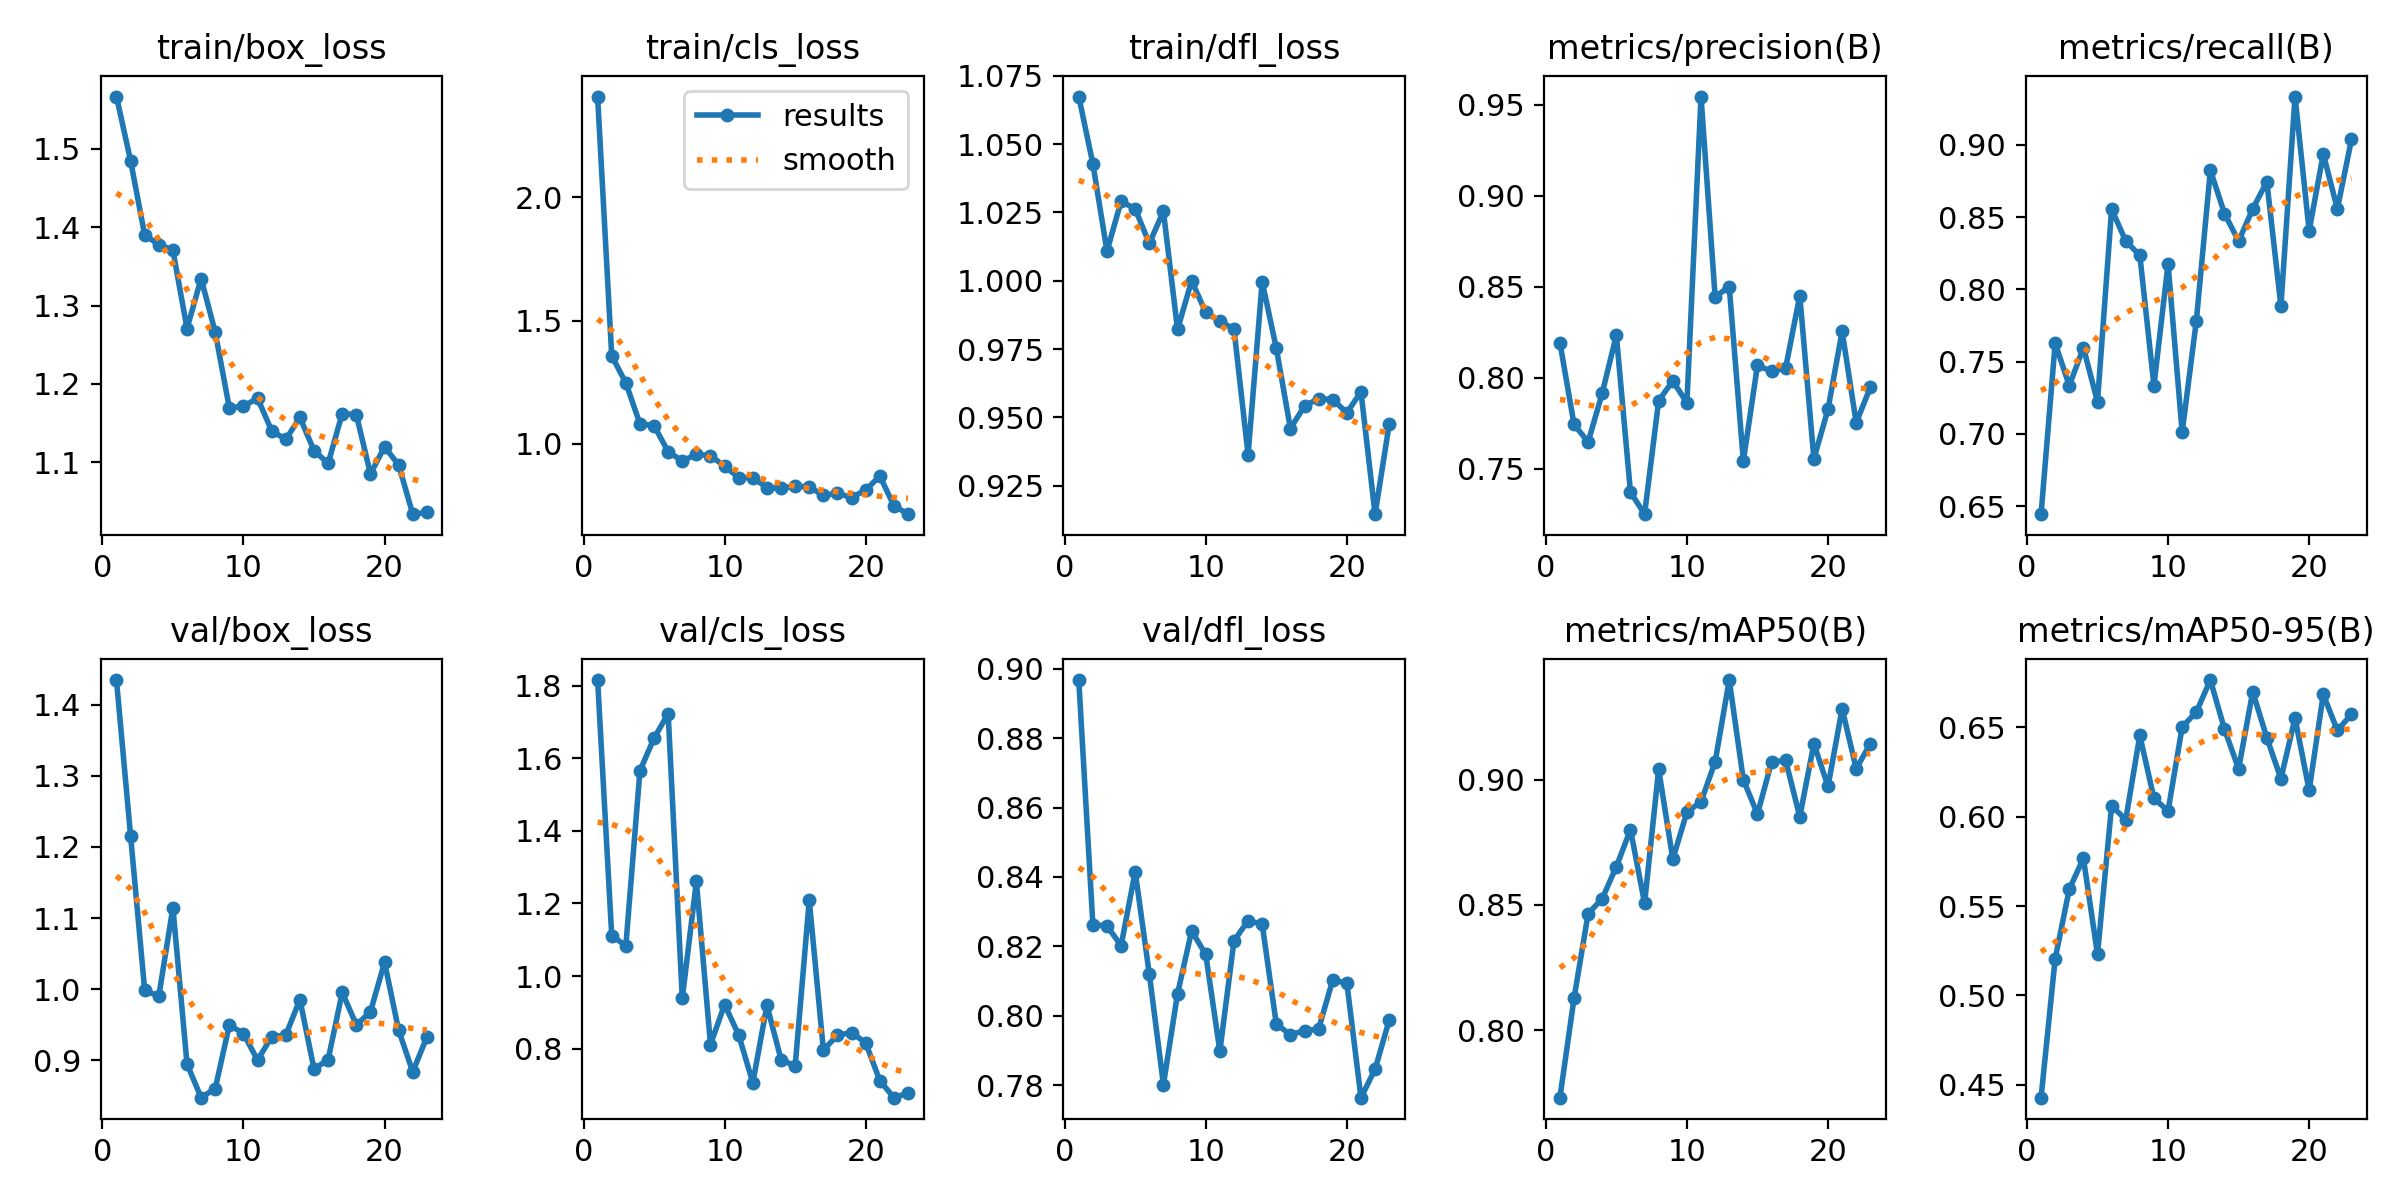 train/box_loss
1.5
1.4
1.3
1.2
1.1
0 10 20
train/cls_loss
results
smooth
2.0
1.5
1.0
0 10 20
train/dfl_loss
1.075
1.050
1.025
1.000
0.975
0.950
0.925
0 10 20
metrics/precision(B)
0.95
0.90
0.85
0.80
0.75
0 10 20
metrics/recall(B)
0.90
0.85
0.80
0.75
0.70
0.65
0 10 20
val/box_loss
1.4
1.3
1.2
1.1
1.0
0.9
0 10 20
val/cls_loss
1.8
1.6
1.4
1.2
1.0
0.8
0 10 20
val/dfl_loss
0.90
0.88
0.86
0.84
0.82
0.80
0.78
0 10 20
metrics/mAP50(B)
0.90
0.85
0.80
0 10 20
metrics/mAP50-95(B)
0.65
0.60
0.55
0.50
0.45
0 10 20